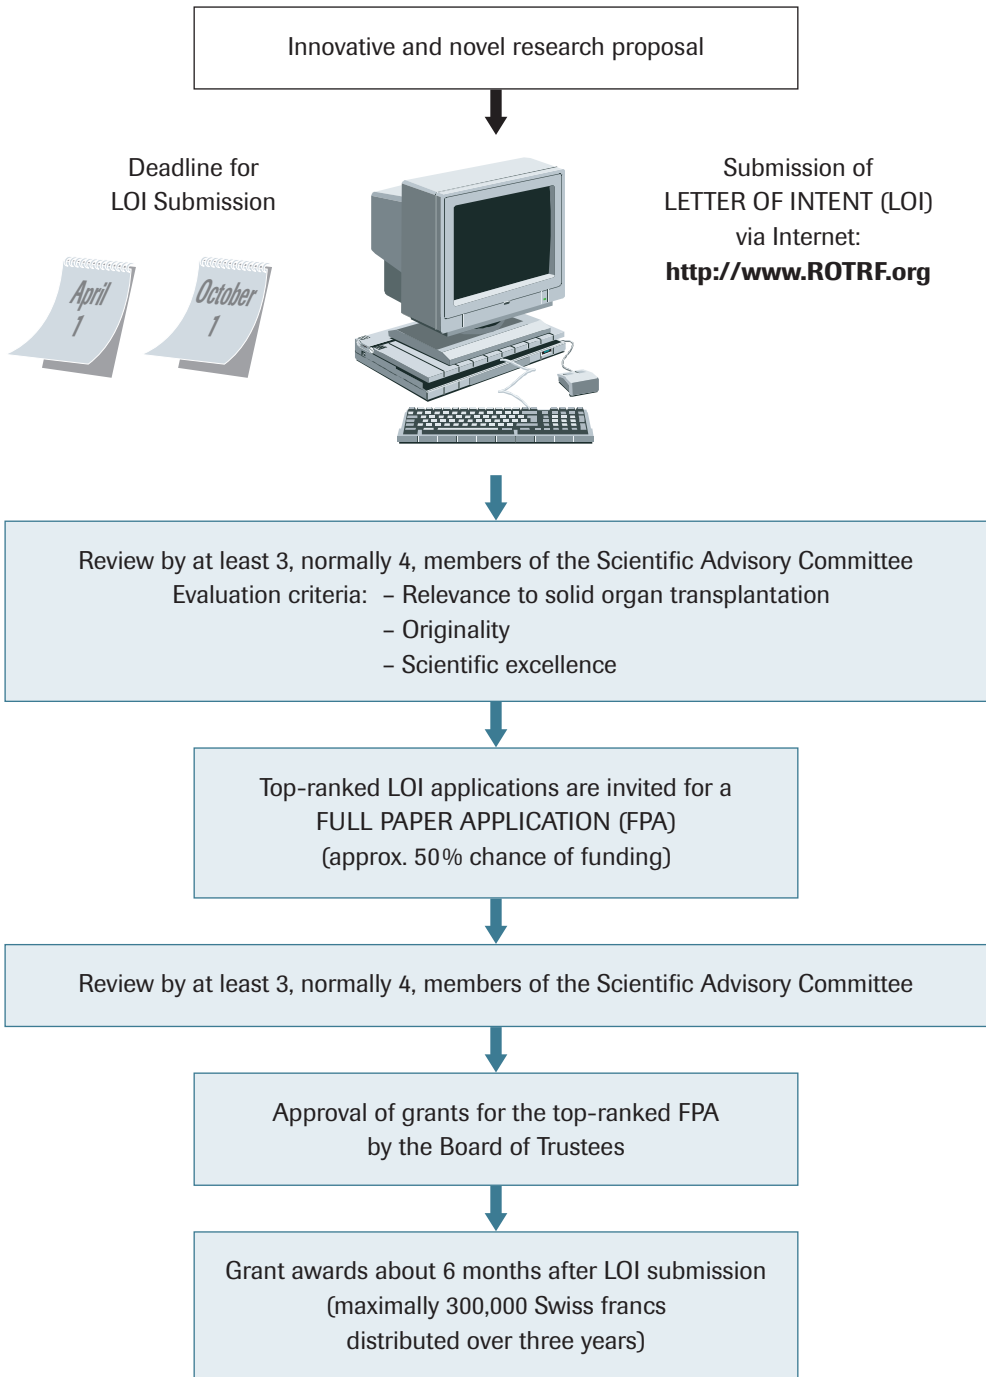 Innovative and novel research proposal
Deadline for
LOI Submission
April
1
October
1
Submission of
LETTER OF INTENT (LOI)
via Internet:
http://www.ROTRF.org
Review by at least 3, normally 4, members of the Scientific Advisory Committee
Evaluation criteria: – Relevance to solid organ transplantation
– Originality
– Scientific excellence
Top-ranked LOI applications are invited for a
FULL PAPER APPLICATION (FPA)
(approx. 50% chance of funding)
Review by at least 3, normally 4, members of the Scientific Advisory Committee
Approval of grants for the top-ranked FPA
by the Board of Trustees
Grant awards about 6 months after LOI submission
(maximally 300,000 Swiss francs
distributed over three years)